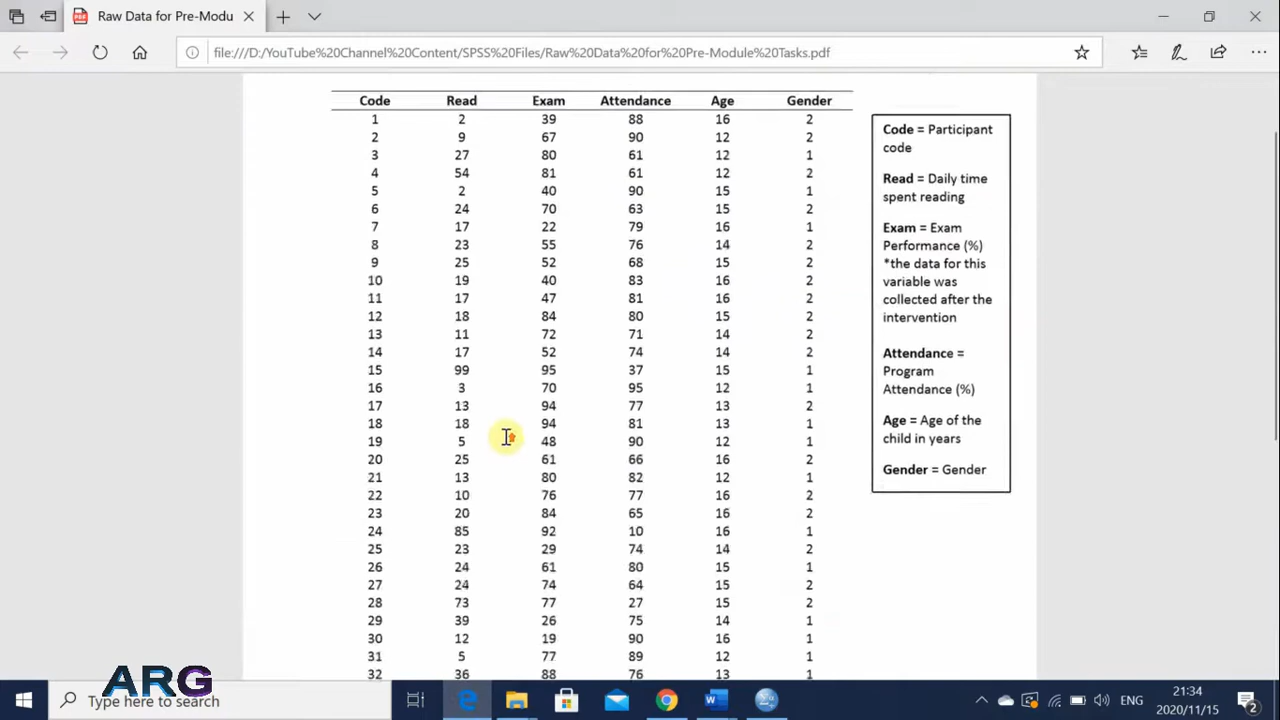 Raw Data for Pre-Modu
file:///D:/YouTube%20Channel%20Content/SPSS%20Files/Raw%20Data%20for%20Pre-Module%20Tasks.pdf
Code Read Exam Attendance Age Gender
1 2 39 88 16 2
2 9 67 90 12 2
3 27 80 61 12 1
4 54 81 61 12 2
5 2 40 90 15 1
6 24 70 63 15 2
7 17 22 79 16 1
8 23 55 76 14 2
9 25 52 68 15 2
10 19 40 83 16 2
11 17 47 81 16 2
12 18 84 80 15 2
13 11 72 71 14 2
14 17 52 74 14 2
15 99 95 37 15 1
16 3 70 95 12 1
17 13 94 77 13 2
18 18 94 81 13 1
19 5 48 90 12 1
20 25 61 66 16 2
21 13 80 82 12 1
22 10 76 77 16 2
23 20 84 65 16 2
24 85 92 10 16 1
25 23 29 74 14 2
26 24 61 80 15 1
27 24 74 64 15 2
28 73 77 27 15 2
29 39 26 75 14 1
30 12 19 90 16 1
31 5 77 89 12 1
32 36 88 76 13 1
Code = Participant
code
Read = Daily time
spent reading
Exam = Exam
Performance (%)
*the data for this
variable was
collected after the
intervention
Attendance =
Program
Attendance (%)
Age = Age of the
child in years
Gender = Gender
ARG
Type here to search
ENG
21:34
2020/11/15
2